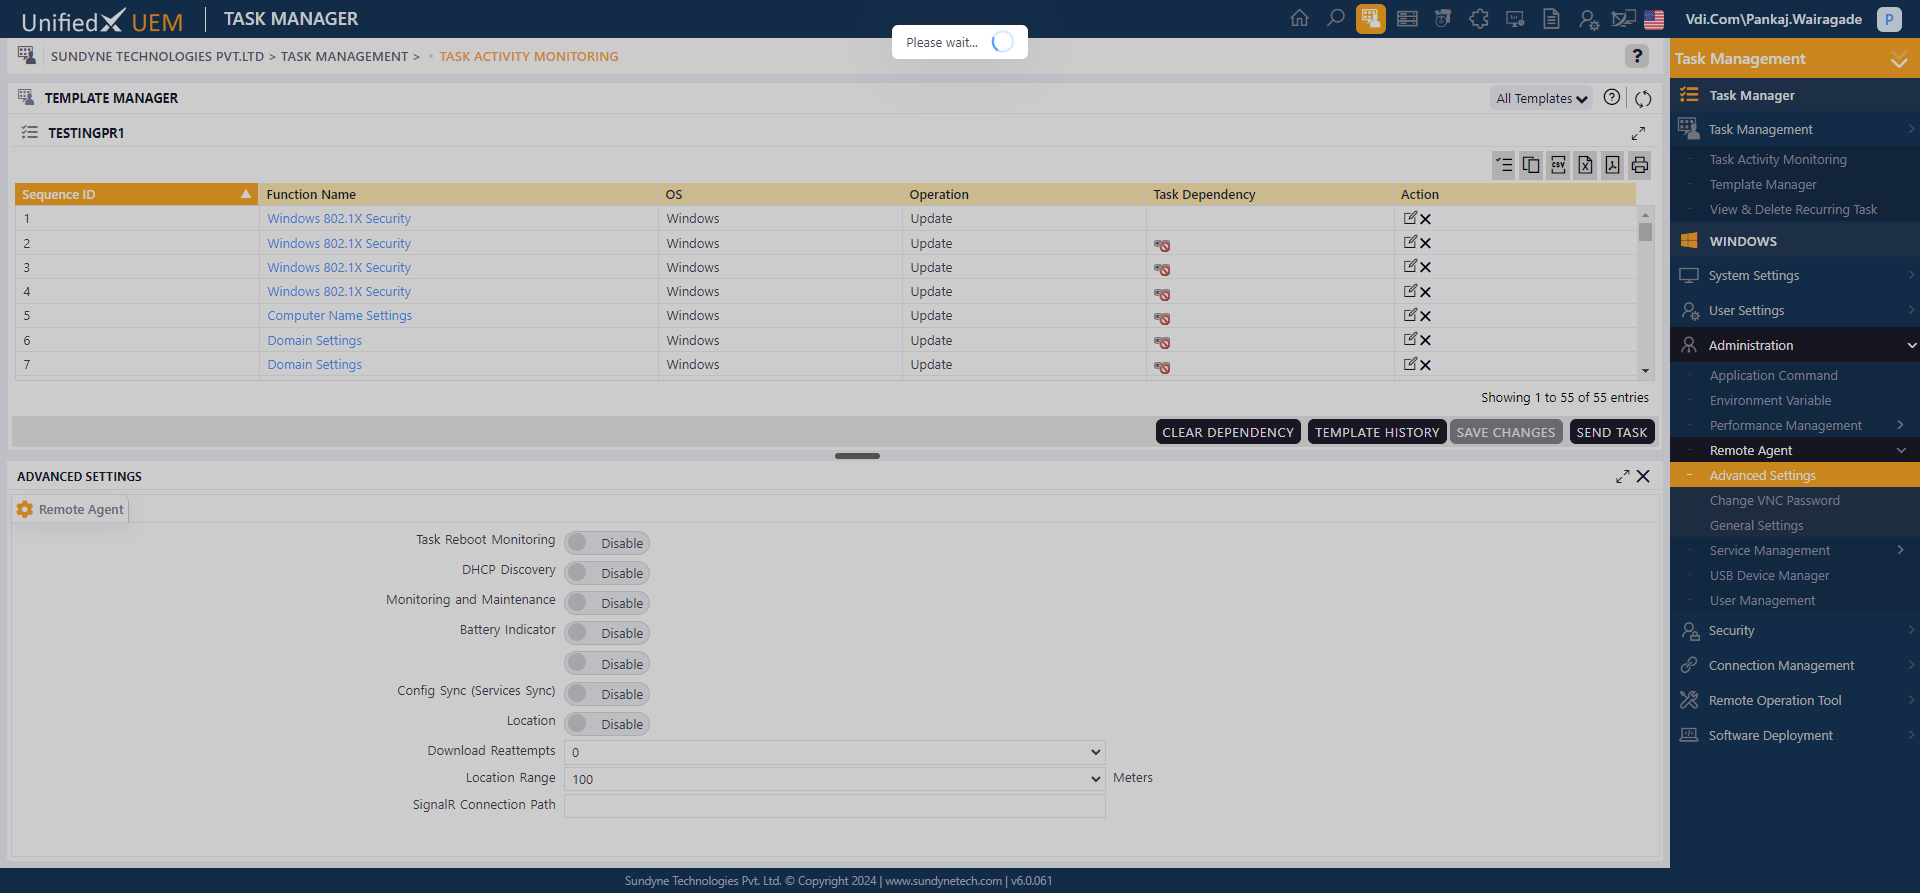 UnifiedX UEM
TASK MANAGER
Vdi.Com\Pankaj.Wairagade
P
Please wait...
SUNDYNE TECHNOLOGIES PVT.LTD > TASK MANAGEMENT > • TASK ACTIVITY MONITORING
?
TEMPLATE MANAGER
All Templates
?
TESTINGPR1
CSV
Sequence ID Function Name OS Operation Task Dependency Action
1 Windows 802.1X Security Windows Update
2 Windows 802.1X Security Windows Update
3 Windows 802.1X Security Windows Update
4 Windows 802.1X Security Windows Update
5 Computer Name Settings Windows Update
6 Domain Settings Windows Update
7 Domain Settings Windows Update
Showing 1 to 55 of 55 entries
CLEAR DEPENDENCY TEMPLATE HISTORY SAVE CHANGES SEND TASK
ADVANCED SETTINGS
Remote Agent
Task Reboot Monitoring Disable
DHCP Discovery Disable
Monitoring and Maintenance Disable
Battery Indicator Disable
Disable
Config Sync (Services Sync) Disable
Location Disable
Download Reattempts 0
Location Range 100 Meters
SignalR Connection Path
Task Management
Task Manager
Task Management
Task Activity Monitoring
Template Manager
View & Delete Recurring Task
WINDOWS
System Settings
User Settings
Administration
Application Command
Environment Variable
Performance Management
Remote Agent
Advanced Settings
Change VNC Password
General Settings
Service Management
USB Device Manager
User Management
Security
Connection Management
Remote Operation Tool
Software Deployment
Sundyne Technologies Pvt. Ltd. © Copyright 2024 | www.sundynetech.com | v6.0.061